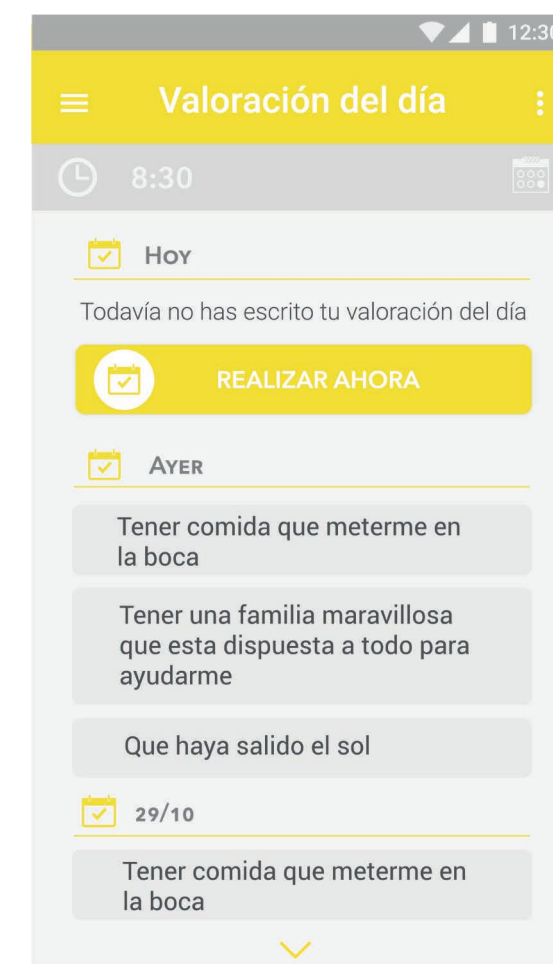 12:30
Valoración del día
8:30
Hoy
Todavía no has escrito tu valoración del día
REALIZAR AHORA
Ayer
Tener comida que meterme en
la boca
Tener una familia maravillosa
que esta dispuesta a todo para
ayudarme
Que haya salido el sol
29/10
Tener comida que meterme en
la boca